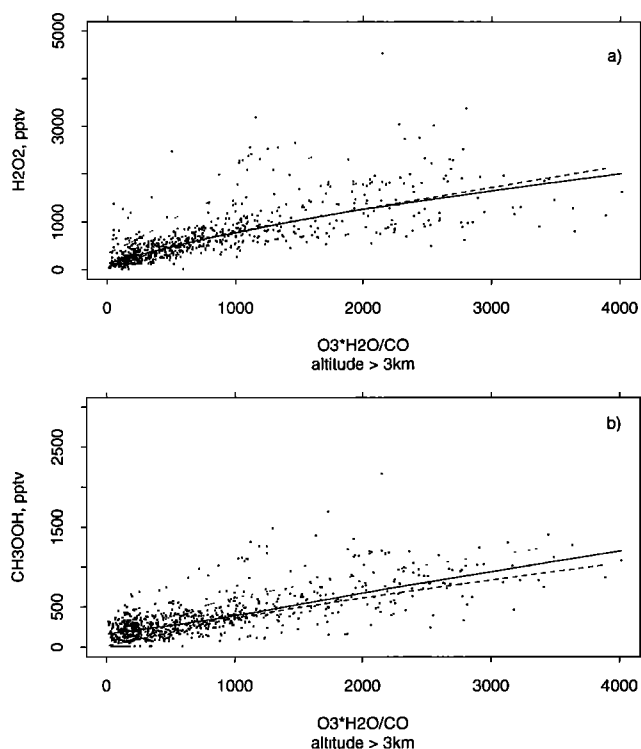 a)
H2O2, pptv
5000
3000
1000
0
0 1000 2000 3000 4000
O3*H2O/CO
altitude > 3km
b)
CH3OOH, pptv
2500
1500
500
0
0 1000 2000 3000 4000
O3*H2O/CO
altitude > 3km